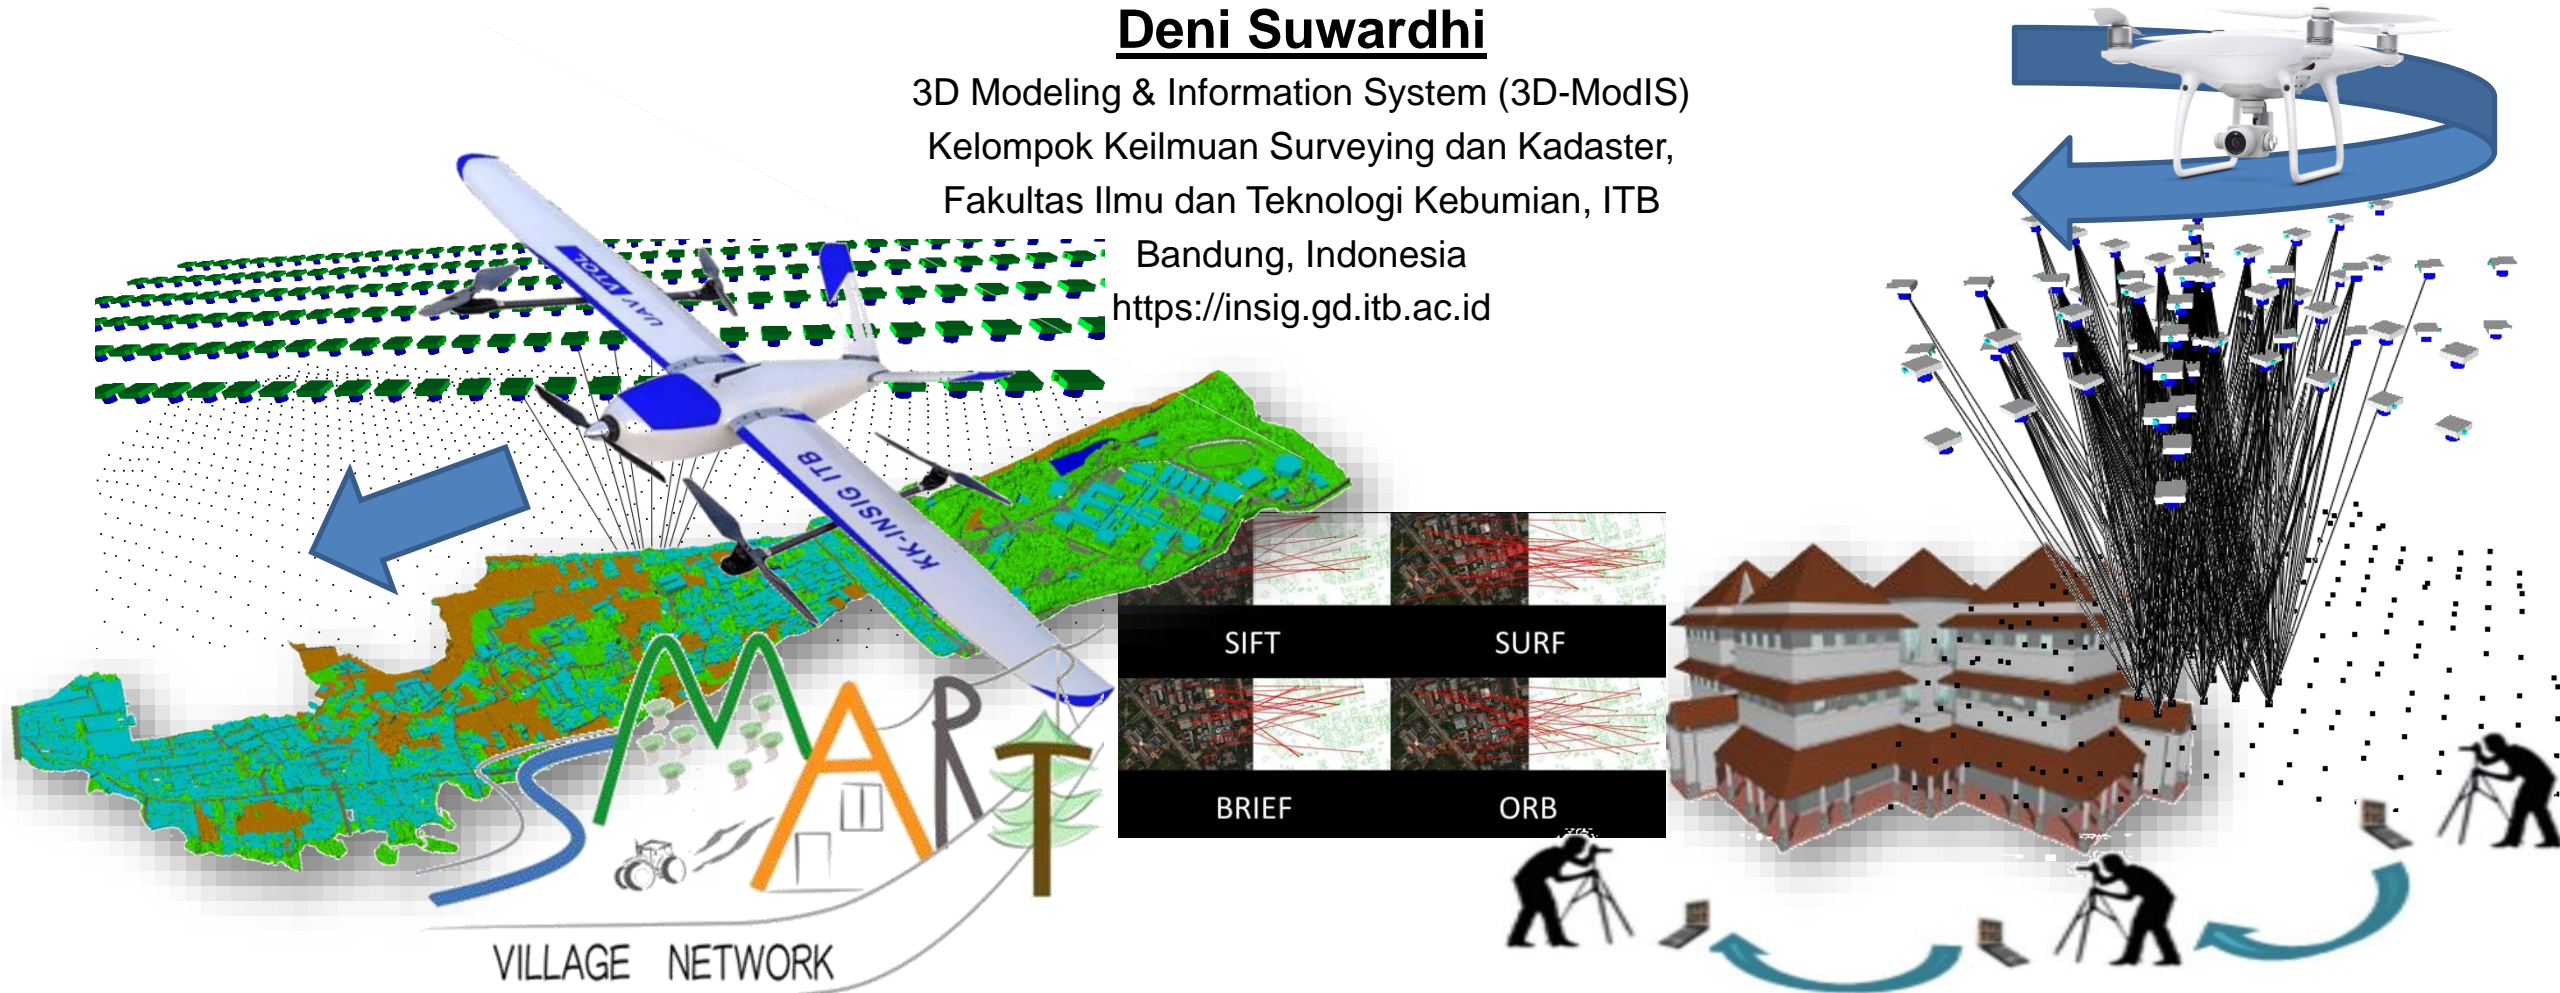 Deni Suwardhi
3D Modeling & Information System (3D-ModIS)
Kelompok Keilmuan Surveying dan Kadaster,
Fakultas Ilmu dan Teknologi Kebumian, ITB
Bandung, Indonesia
https://insig.gd.itb.ac.id
UAV VTOL
KK-INSIG ITB
SIFT
SURF
BRIEF
ORB
SMART
VILLAGE NETWORK